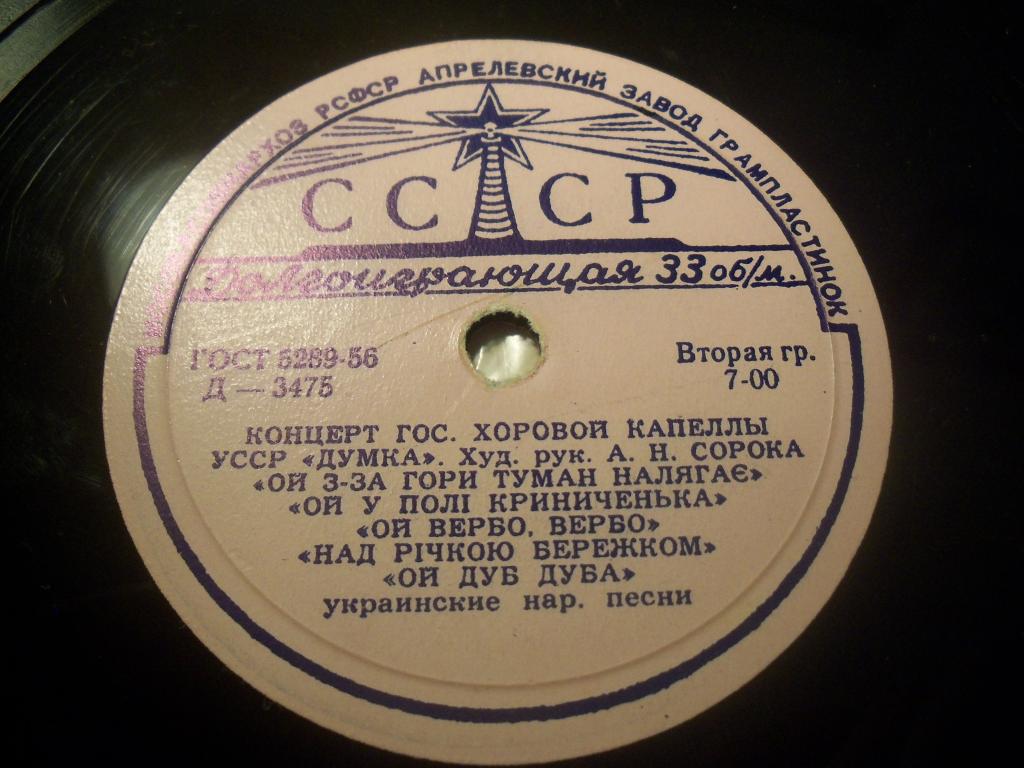 РСФСР АПРЕЛЕВСКИЙ ЗАВОД ГРАМПЛАСТИНОК
СССР
Долгоиграющая 33 об/м.
ГОСТ 5289-56
Д — 3475
Вторая гр.
7-00
КОНЦЕРТ ГОС. ХОРОВОЙ КАПЕЛЛЫ
УССР «ДУМКА». Худ. рук. А. Н. СОРОКА
«ОЙ З-ЗА ГОРИ ТУМАН НАЛЯГАЄ»
«ОЙ У ПОЛІ КРИНИЧЕНЬКА»
«ОЙ ВЕРБО, ВЕРБО»
«НАД РІЧКОЮ БЕРЕЖКОМ»
«ОЙ ДУБ ДУБА»
украинские нар. песни